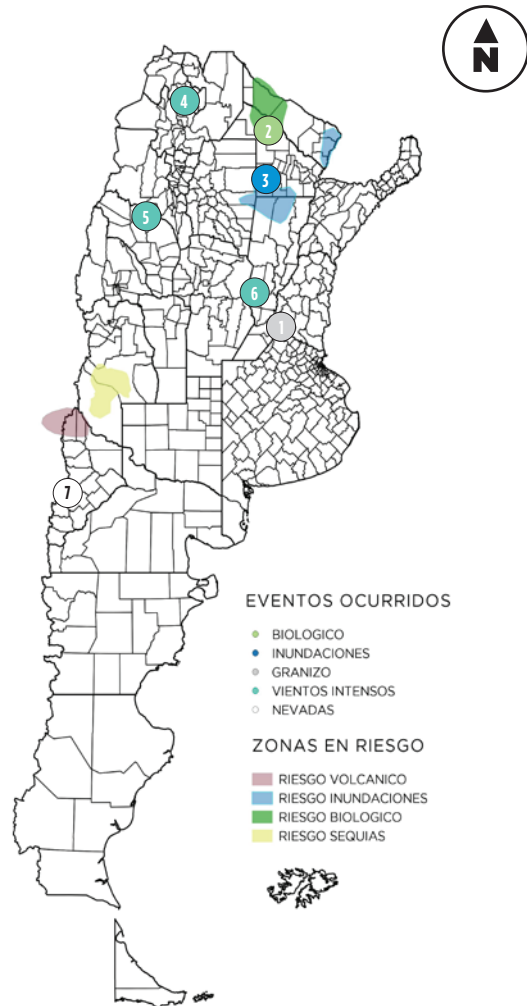 N
4
2
3
5
6
1
7
EVENTOS OCURRIDOS
BIOLOGICO
INUNDACIONES
GRANIZO
VIENTOS INTENSOS
NEVADAS
ZONAS EN RIESGO
RIESGO VOLCANICO
RIESGO INUNDACIONES
RIESGO BIOLOGICO
RIESGO SEQUIAS